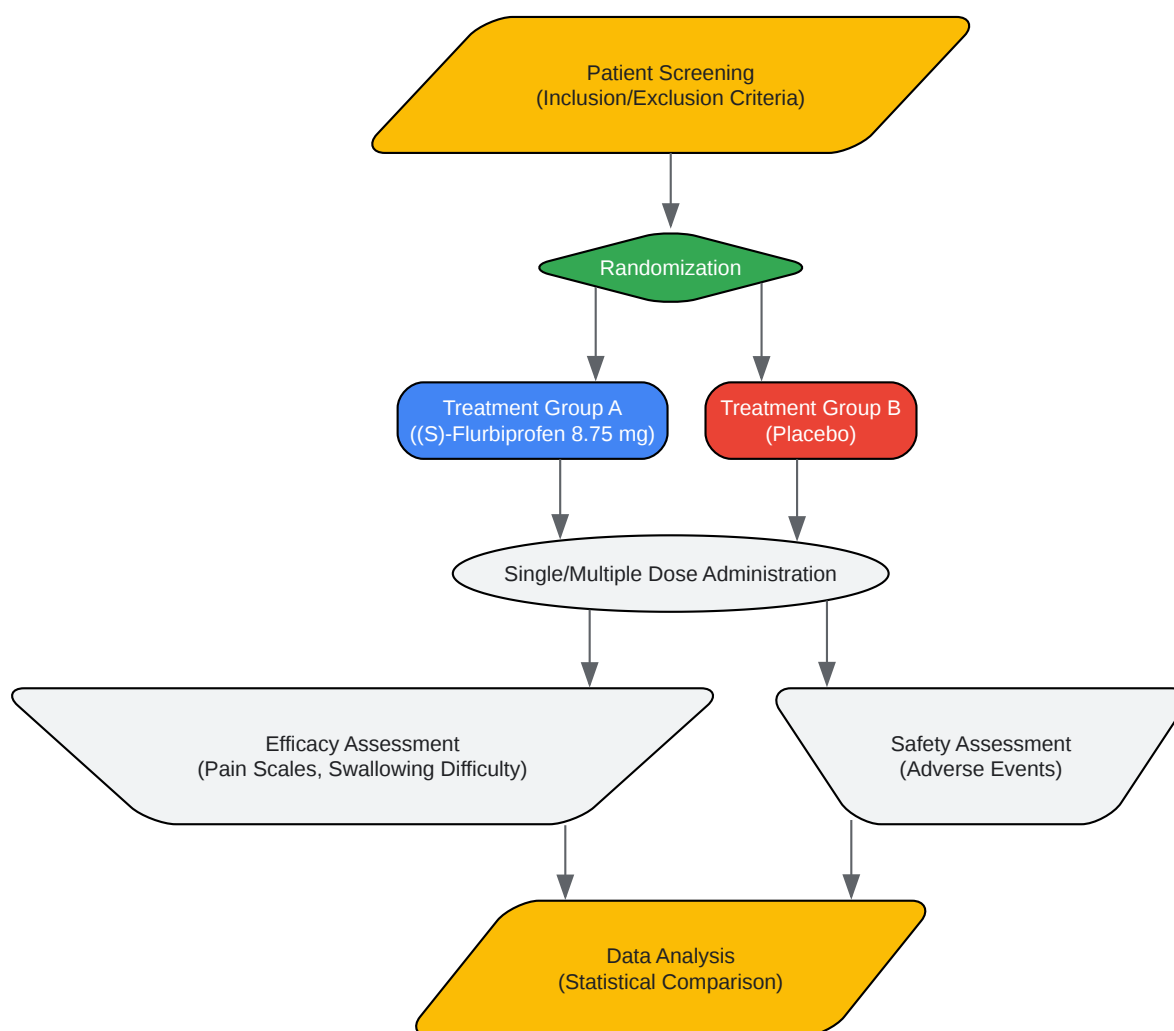 Patient Screening
(Inclusion/Exclusion Criteria)
Randomization
Treatment Group A
((S)-Flurbiprofen 8.75 mg)
Treatment Group B
(Placebo)
Single/Multiple Dose Administration
Efficacy Assessment
(Pain Scales, Swallowing Difficulty)
Safety Assessment
(Adverse Events)
Data Analysis
(Statistical Comparison)